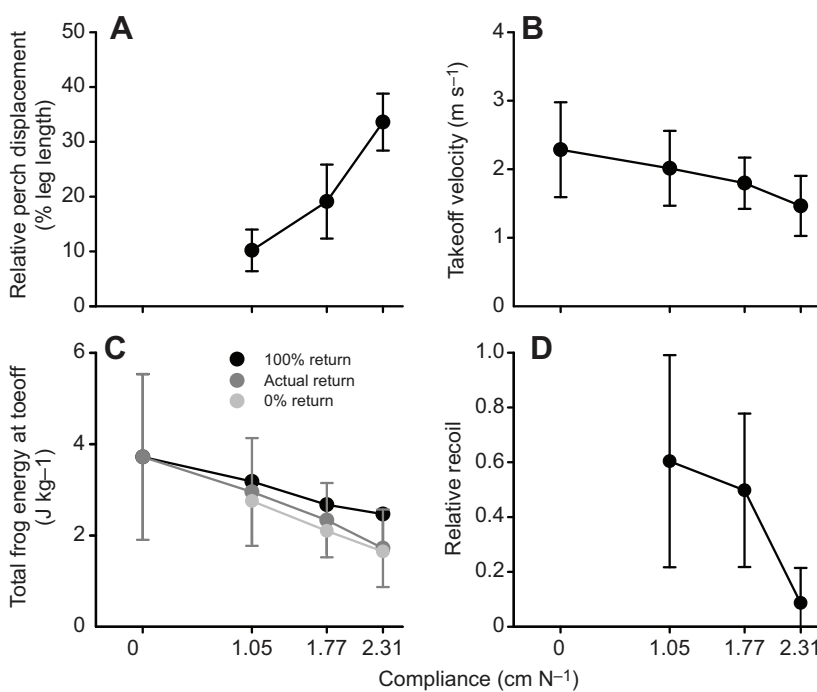 A
Relative perch displacement
(% leg length)
50
40
30
20
10
0
B
Takeoff velocity (m s–1)
4
3
2
1
0
C
Total frog energy at toeoff
(J kg–1)
6
4
2
0
100% return
Actual return
0% return
D
Relative recoil
1.0
0.8
0.6
0.4
0.2
0
0 1.05 1.77 2.31
0 1.05 1.77 2.31
Compliance (cm N–1)